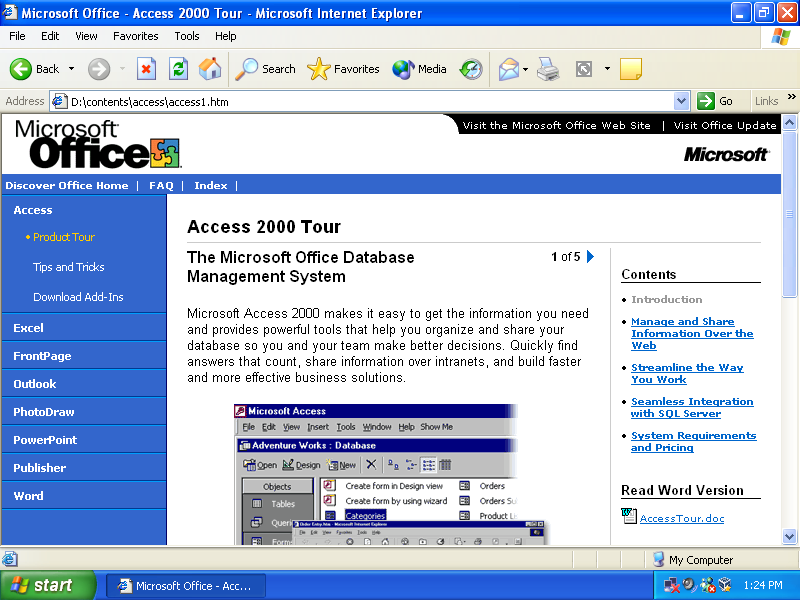 Microsoft Office - Access 2000 Tour - Microsoft Internet Explorer
File Edit View Favorites Tools Help
Back Search Favorites Media
Address D:\contents\access\access1.htm Go Links »
Microsoft Office
Visit the Microsoft Office Web Site | Visit Office Update
Microsoft
Discover Office Home | FAQ | Index |
Access
• Product Tour
Tips and Tricks
Download Add-Ins
Excel
FrontPage
Outlook
PhotoDraw
PowerPoint
Publisher
Word
Access 2000 Tour
The Microsoft Office Database
Management System
1 of 5
Microsoft Access 2000 makes it easy to get the information you need
and provides powerful tools that help you organize and share your
database so you and your team make better decisions. Quickly find
answers that count, share information over intranets, and build faster
and more effective business solutions.
Microsoft Access
File Edit View Insert Tools Window Help Show Me
Adventure Works : Database
Open Design New
Objects
Tables
Forms
Create form in Design view
Create form by using wizard
Categories
Orders
Orders
Product
Contents
• Introduction
• Manage and Share
Information Over the
Web
• Streamline the Way
You Work
• Seamless Integration
with SQL Server
• System Requirements
and Pricing
Read Word Version
AccessTour.doc
My Computer
start
Microsoft Office - Acc...
1:24 PM